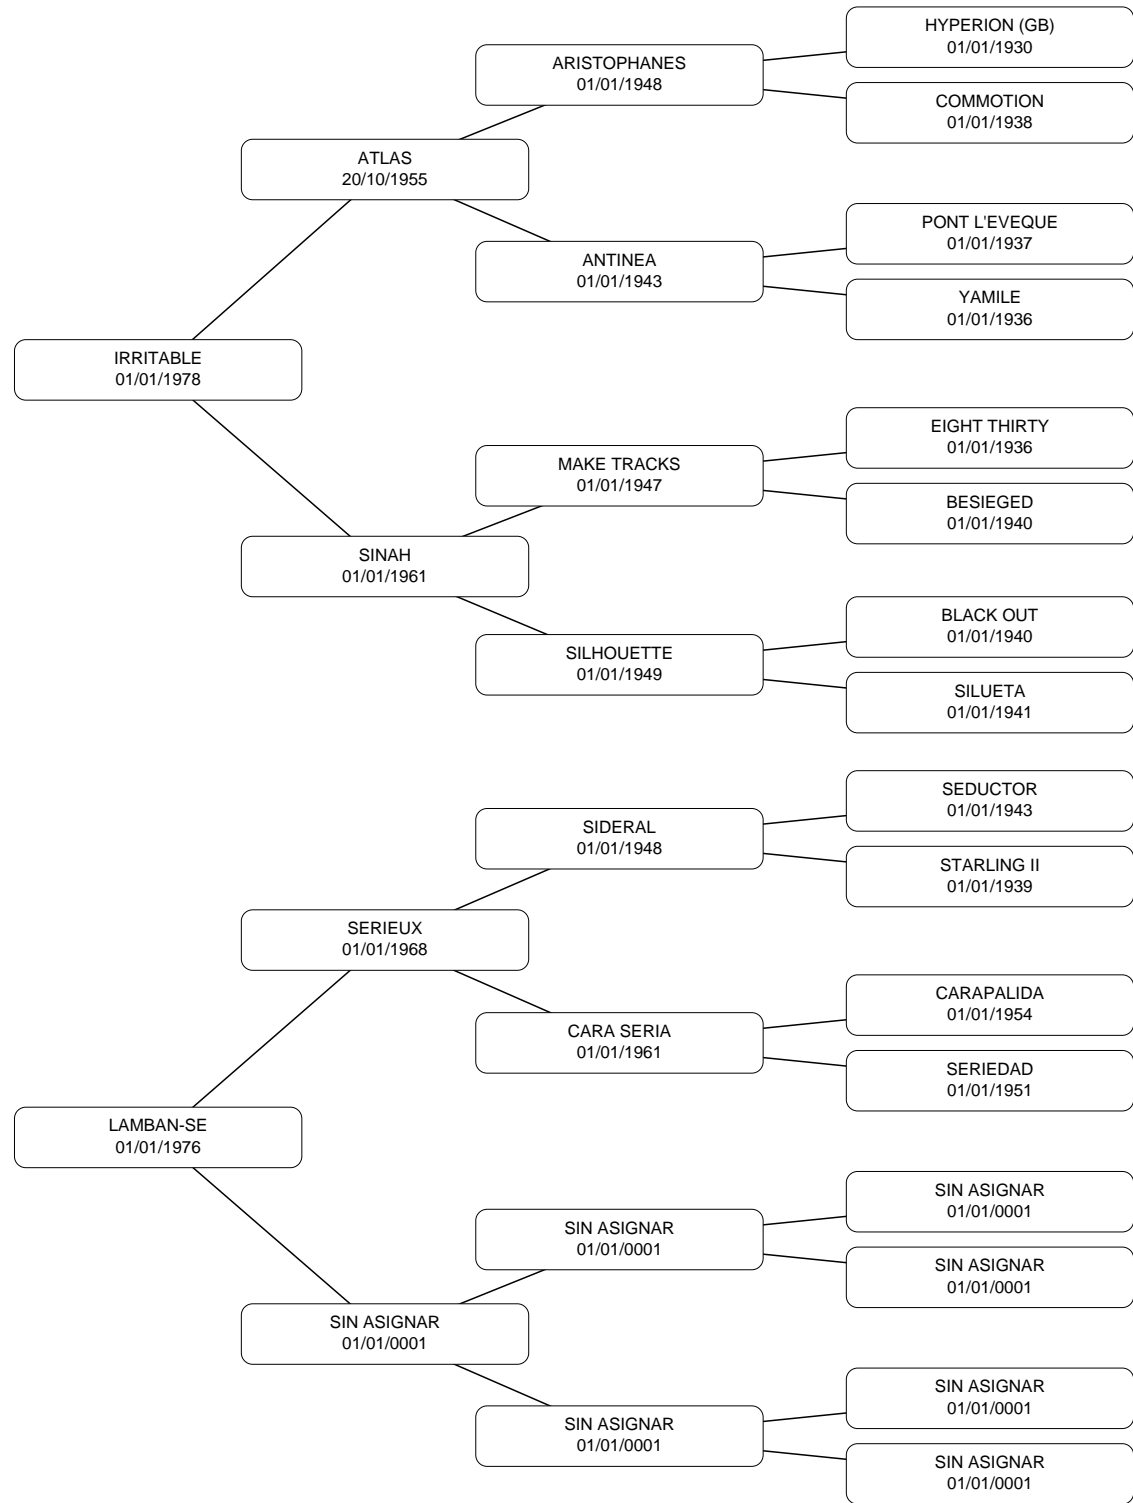 HYPERION (GB)
01/01/1930
ARISTOPHANES
01/01/1948
COMMOTION
01/01/1938
ATLAS
20/10/1955
PONT L'EVEQUE
01/01/1937
ANTINEA
01/01/1943
YAMILE
01/01/1936
IRRITABLE
01/01/1978
EIGHT THIRTY
01/01/1936
MAKE TRACKS
01/01/1947
BESIEGED
01/01/1940
SINAH
01/01/1961
BLACK OUT
01/01/1940
SILHOUETTE
01/01/1949
SILUETA
01/01/1941
SEDUCTOR
01/01/1943
SIDERAL
01/01/1948
STARLING II
01/01/1939
SERIEUX
01/01/1968
CARAPALIDA
01/01/1954
CARA SERIA
01/01/1961
SERIEDAD
01/01/1951
LAMBAN-SE
01/01/1976
SIN ASIGNAR
01/01/0001
SIN ASIGNAR
01/01/0001
SIN ASIGNAR
01/01/0001
SIN ASIGNAR
01/01/0001
SIN ASIGNAR
01/01/0001
SIN ASIGNAR
01/01/0001
SIN ASIGNAR
01/01/0001